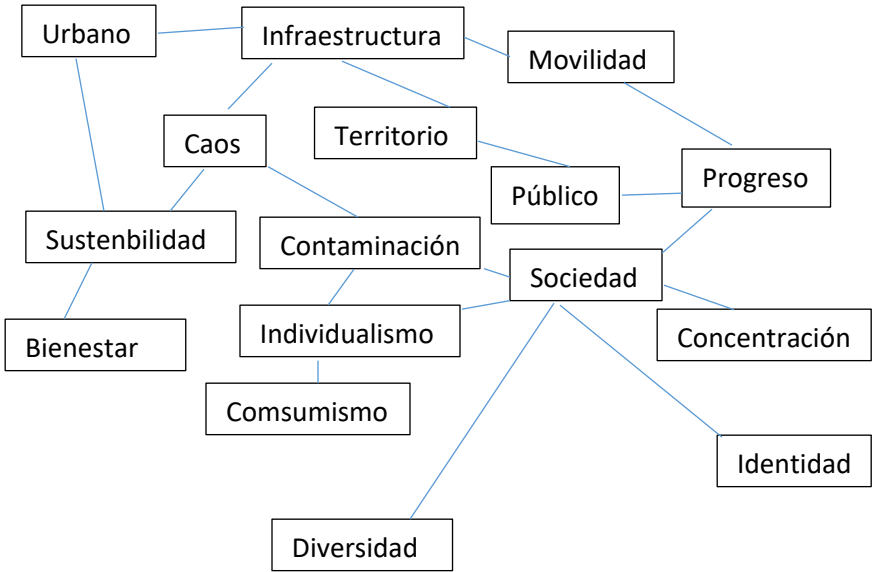 Urbano
Infraestructura
Movilidad
Caos
Territorio
Público
Progreso
Sustenbilidad
Contaminación
Sociedad
Bienestar
Individualismo
Concentración
Comsumismo
Identidad
Diversidad